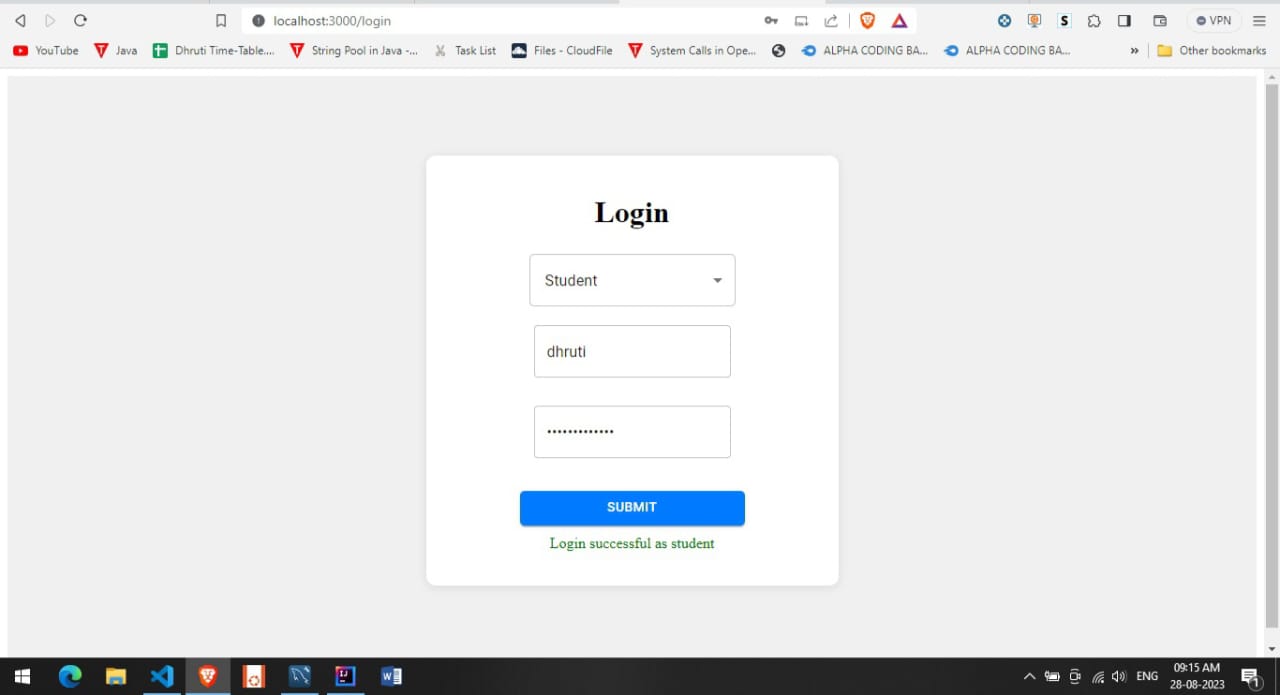 localhost:3000/login
S
VPN
YouTube
Java
Dhruti Time-Table....
String Pool in Java -...
Task List
Files - CloudFile
System Calls in Ope...
ALPHA CODING BA...
ALPHA CODING BA...
»
Other bookmarks
Login
Student
dhruti
•••••••••••••
SUBMIT
Login successful as student
09:15 AM
ENG
28-08-2023
1